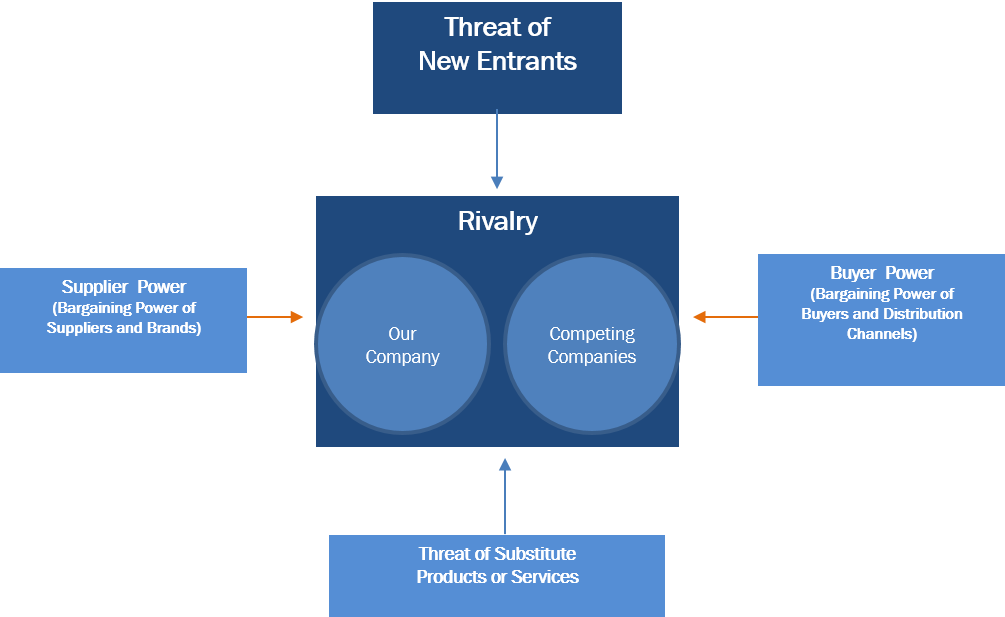 Threat of
New Entrants
Rivalry
Supplier Power
(Bargaining Power of
Suppliers and Brands)
Our
Company
Competing
Companies
Buyer Power
(Bargaining Power of
Buyers and Distribution
Channels)
Threat of Substitute
Products or Services